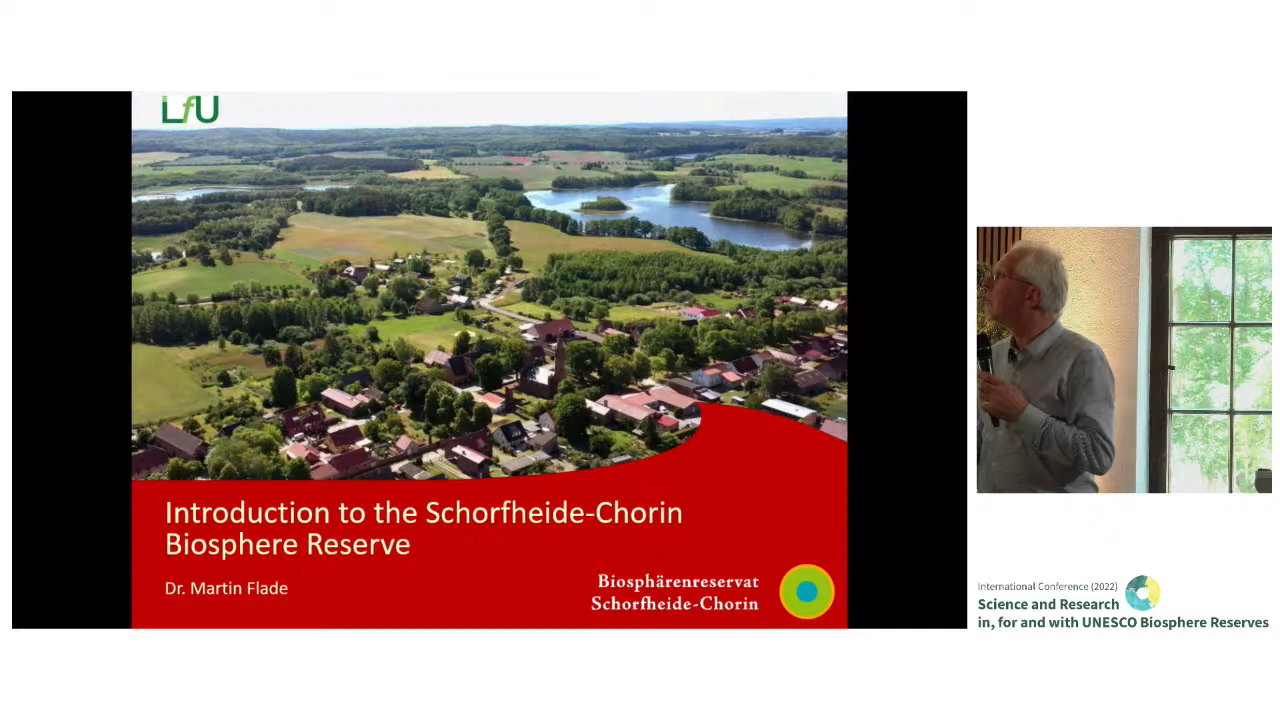 LfU
Introduction to the Schorfheide-Chorin
Biosphere Reserve
Dr. Martin Flade
Biosphärenreservat
Schorfheide-Chorin
International Conference (2022)
Science and Research
in, for and with UNESCO Biosphere Reserves